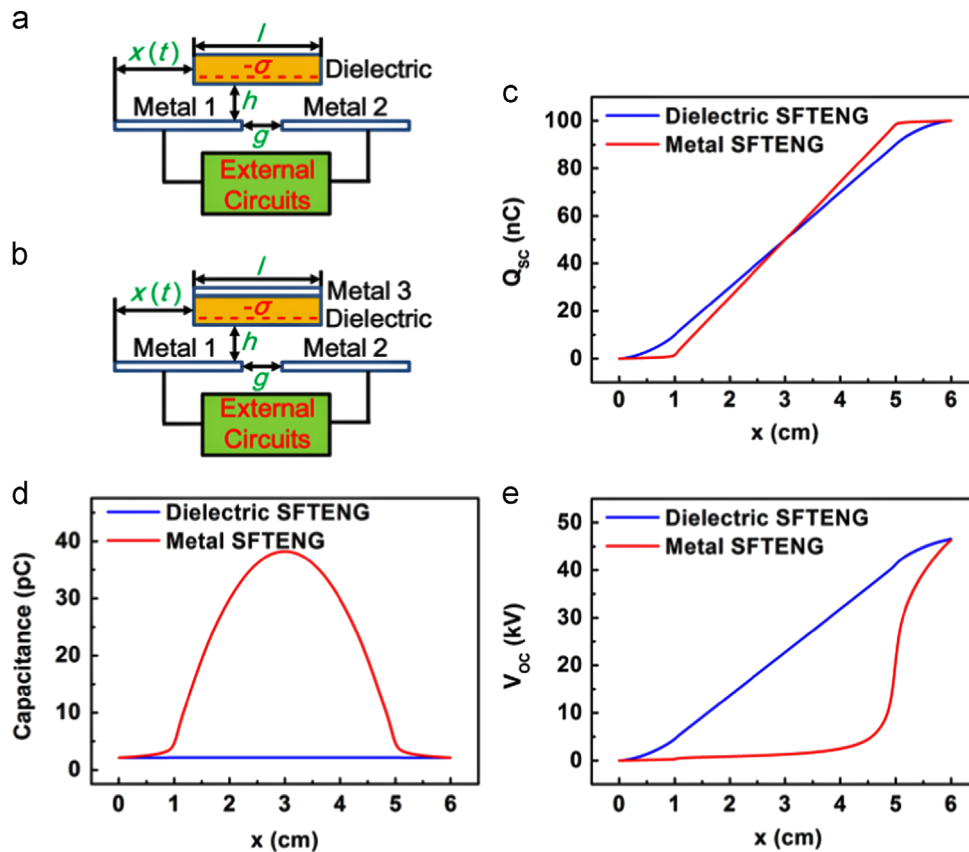 a
l
x(t)
-σ
Dielectric
Metal 1
h
Metal 2
g
External
Circuits
b
l
x(t)
Metal 3
-σ
Dielectric
Metal 1
h
Metal 2
g
External
Circuits
c
Dielectric SFTENG
Metal SFTENG
100
80
60
40
20
0
Qsc (nC)
0 1 2 3 4 5 6
x (cm)
d
Dielectric SFTENG
Metal SFTENG
40
30
20
10
0
Capacitance (pC)
0 1 2 3 4 5 6
x (cm)
e
Dielectric SFTENG
Metal SFTENG
50
40
30
20
10
0
Voc (kV)
0 1 2 3 4 5 6
x (cm)